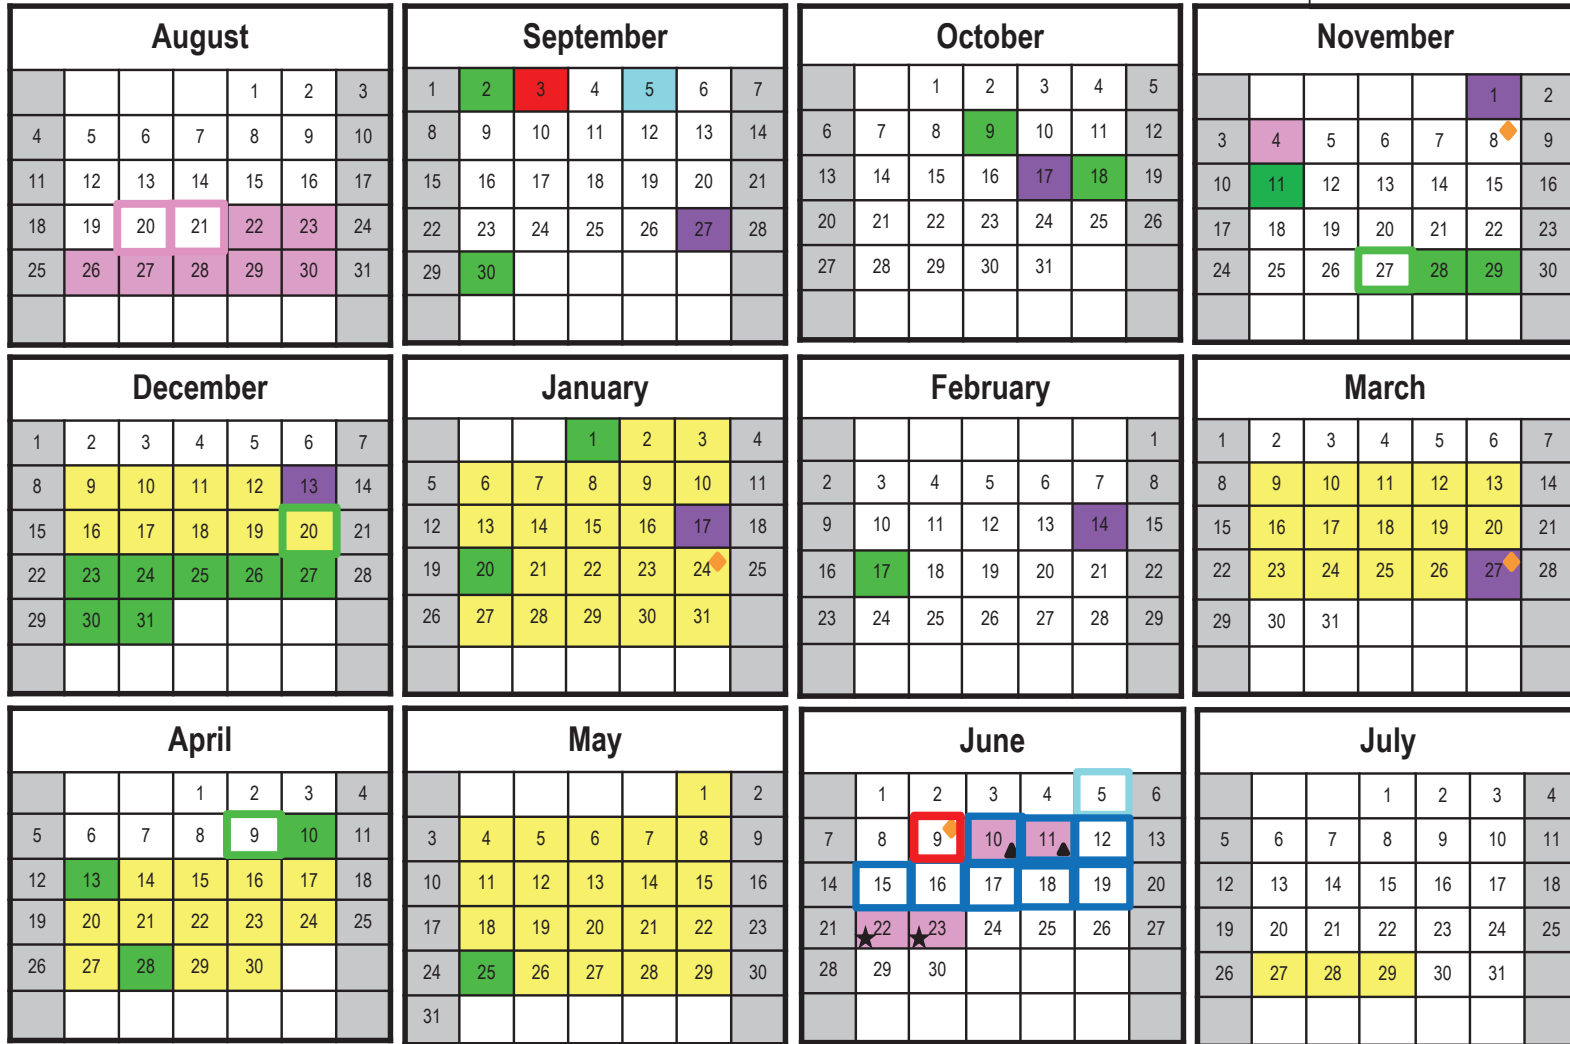 August
1 2 3
4 5 6 7 8 9 10
11 12 13 14 15 16 17
18 19 20 21 22 23 24
25 26 27 28 29 30 31
September
1 2 3 4 5 6 7
8 9 10 11 12 13 14
15 16 17 18 19 20 21
22 23 24 25 26 27 28
29 30
October
1 2 3 4 5
6 7 8 9 10 11 12
13 14 15 16 17 18 19
20 21 22 23 24 25 26
27 28 29 30 31
November
1 2
3 4 5 6 7 8 9
10 11 12 13 14 15 16
17 18 19 20 21 22 23
24 25 26 27 28 29 30
December
1 2 3 4 5 6 7
8 9 10 11 12 13 14
15 16 17 18 19 20 21
22 23 24 25 26 27 28
29 30 31
January
1 2 3 4
5 6 7 8 9 10 11
12 13 14 15 16 17 18
19 20 21 22 23 24 25
26 27 28 29 30 31
February
1
2 3 4 5 6 7 8
9 10 11 12 13 14 15
16 17 18 19 20 21 22
23 24 25 26 27 28 29
March
1 2 3 4 5 6 7
8 9 10 11 12 13 14
15 16 17 18 19 20 21
22 23 24 25 26 27 28
29 30 31
April
1 2 3 4
5 6 7 8 9 10 11
12 13 14 15 16 17 18
19 20 21 22 23 24 25
26 27 28 29 30
May
1 2
3 4 5 6 7 8 9
10 11 12 13 14 15 16
17 18 19 20 21 22 23
24 25 26 27 28 29 30
31
June
1 2 3 4 5 6
7 8 9 10 11 12 13
14 15 16 17 18 19 20
21 22 23 24 25 26 27
28 29 30
July
1 2 3 4
5 6 7 8 9 10 11
12 13 14 15 16 17 18
19 20 21 22 23 24 25
26 27 28 29 30 31